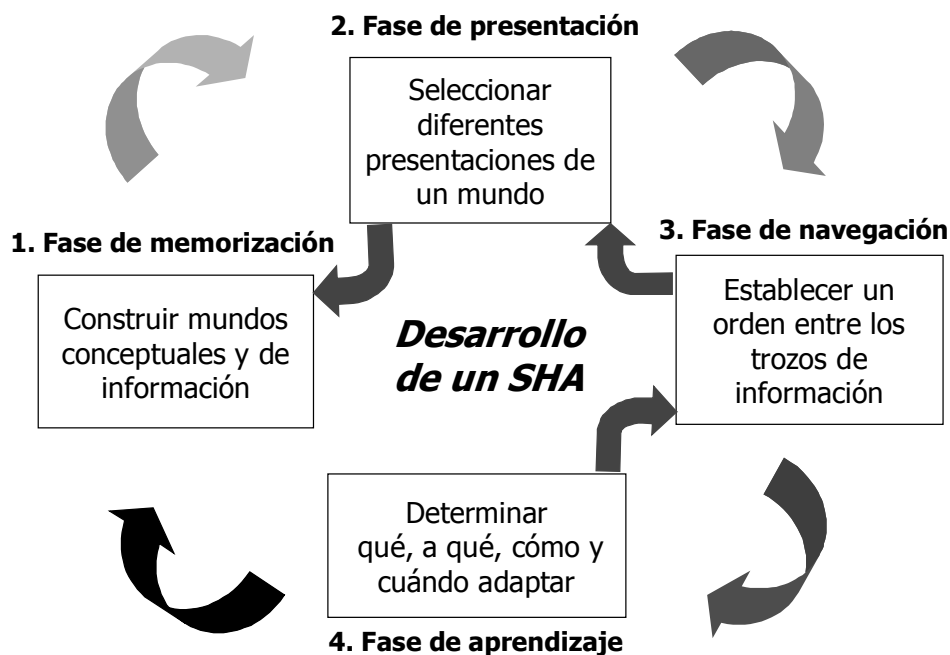 2. Fase de presentación
Seleccionar
diferentes
presentaciones de
un mundo
1. Fase de memorización
Construir mundos
conceptuales y de
información
3. Fase de navegación
Establecer un
orden entre los
trozos de
información
Desarrollo
de un SHA
Determinar
qué, a qué, cómo y
cuándo adaptar
4. Fase de aprendizaje